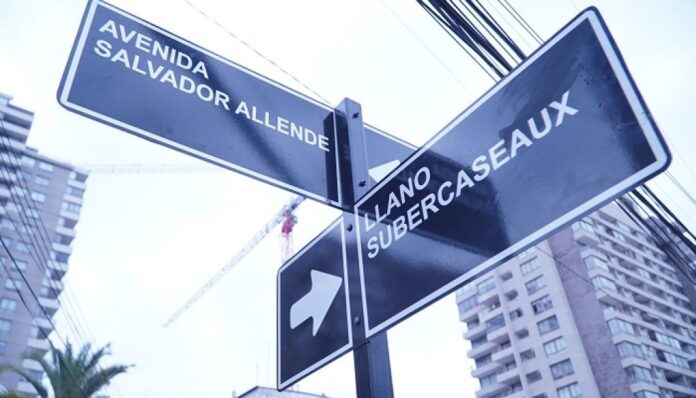 AVENIDA
SALVADOR ALLENDE
LLANO
SUBERCASEAUX